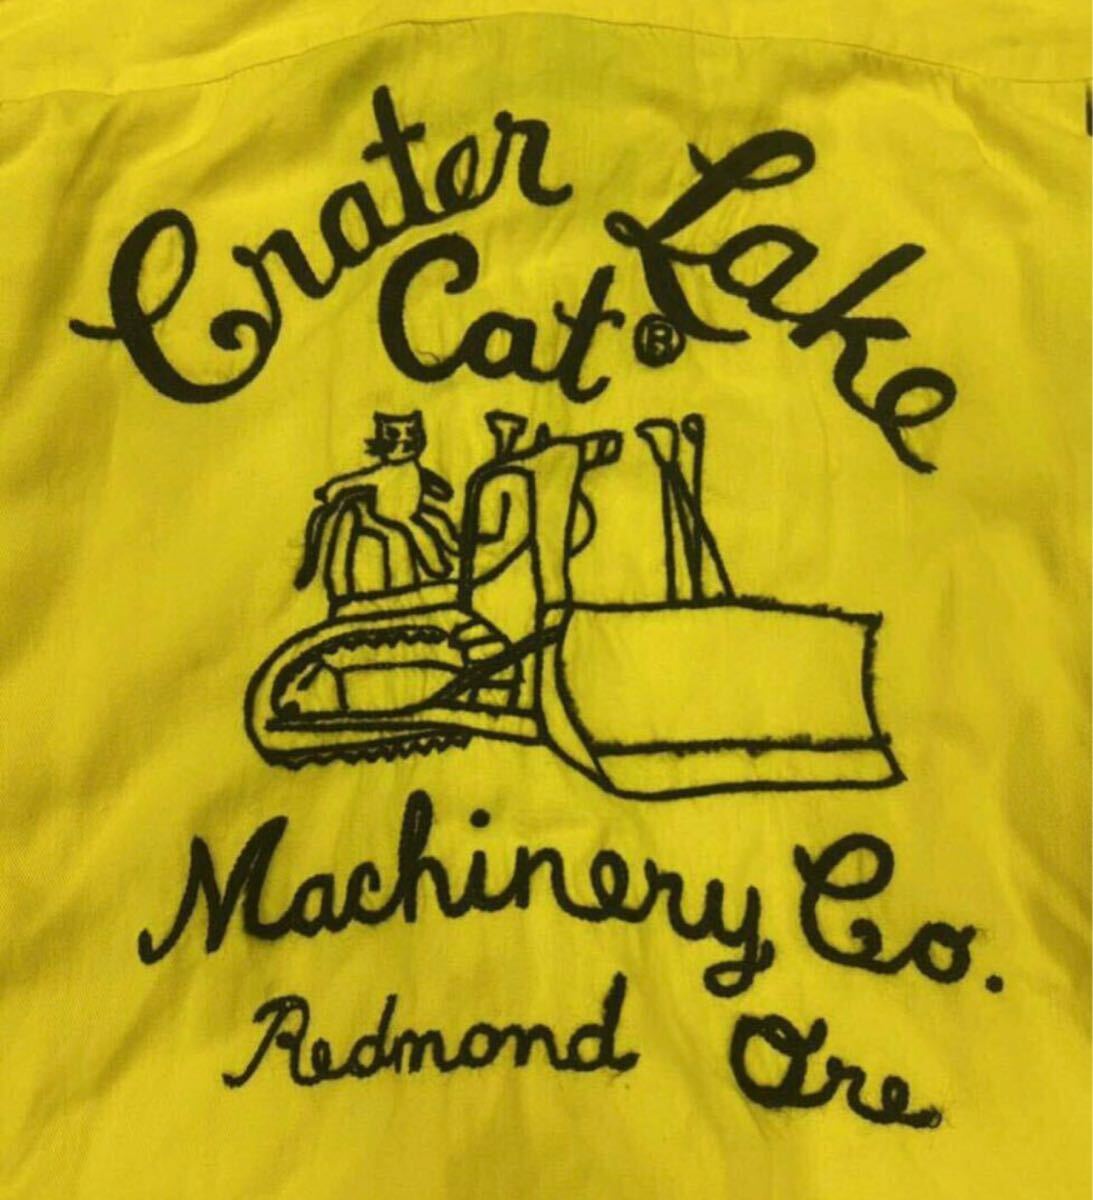 Crater Lake
Cat®
Machinery Co.
Redmond Ore.